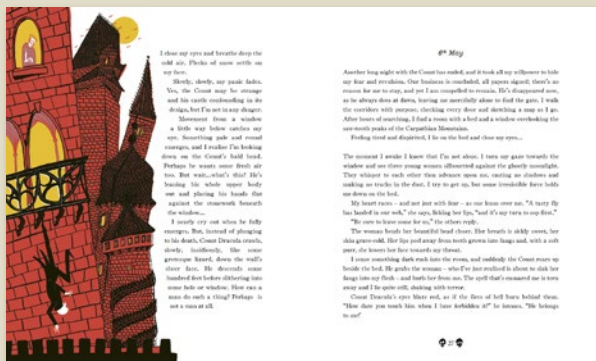 I close my eyes and breathe deep the
cold air. Flecks of snow settle on
my face.
Slowly, slowly, my panic fades.
Yes, the Count may be strange
and his castle confounding in its
design, but I'm not in any danger.
Movement from a window
a little way below catches my
eye. Something pale and round
emerges, and I realise I'm looking
down on the Count's bald head.
Perhaps he wants some fresh air
too. But wait...what's this? He's
leaning his whole upper body
out and placing his hands flat
against the stonework beneath
the window...
I nearly cry out when he fully
emerges. But, instead of plunging
to his death, Count Dracula crawls,
slowly, insidiously, like some
grotesque lizard, down the wall's
sheer face. He descends some
hundred feet before slithering into
some hole or window. How can a
man do such a thing? Perhaps he is
not a man at all.
6th May
Another long night with the Count has ended, and it took all my willpower to hide
my fear and revulsion. Our business is concluded, all papers signed; there's no
reason for me to stay, and yet I am compelled to remain. He's disappeared now,
as he always does at dawn, leaving me mercifully alone to find the gate. I walk
the corridors with purpose, checking every door and sketching a map as I go.
After hours of searching, I find a room with a bed and a window overlooking the
saw-tooth peaks of the Carpathian Mountains.
Feeling tired and dispirited, I lie on the bed and close my eyes...
The moment I awake I know that I'm not alone. I turn my gaze towards the
window and see three young women silhouetted against the ghostly moonlight.
They whisper to each other then advance upon me, casting no shadows and
making no tracks in the dust. I try to get up, but some irresistible force holds
me down on the bed.
My heart races – and not just with fear – as one leans over me. "A tasty fly
has landed in our web," she says, licking her lips, "and it's my turn to sup first."
"Be sure to leave some for us," the others reply.
The woman bends her beautiful head closer. Her breath is sickly sweet, her
skin grave-cold. Her lips peel away from teeth grown into fangs and, with a soft
purr, she lowers her face towards my throat.
I sense something dark rush into the room, and suddenly the Count rears up
beside the bed. He grabs the woman – who I've just realised is about to sink her
fangs into my flesh – and hurls her from me. The spell that's ensnared me is torn
away and I lie quite still, shaking with terror.
Count Dracula's eyes blaze red, as if the fires of hell burn behind them.
"How dare you touch him when I have forbidden it?" he intones. "He belongs
to me!"